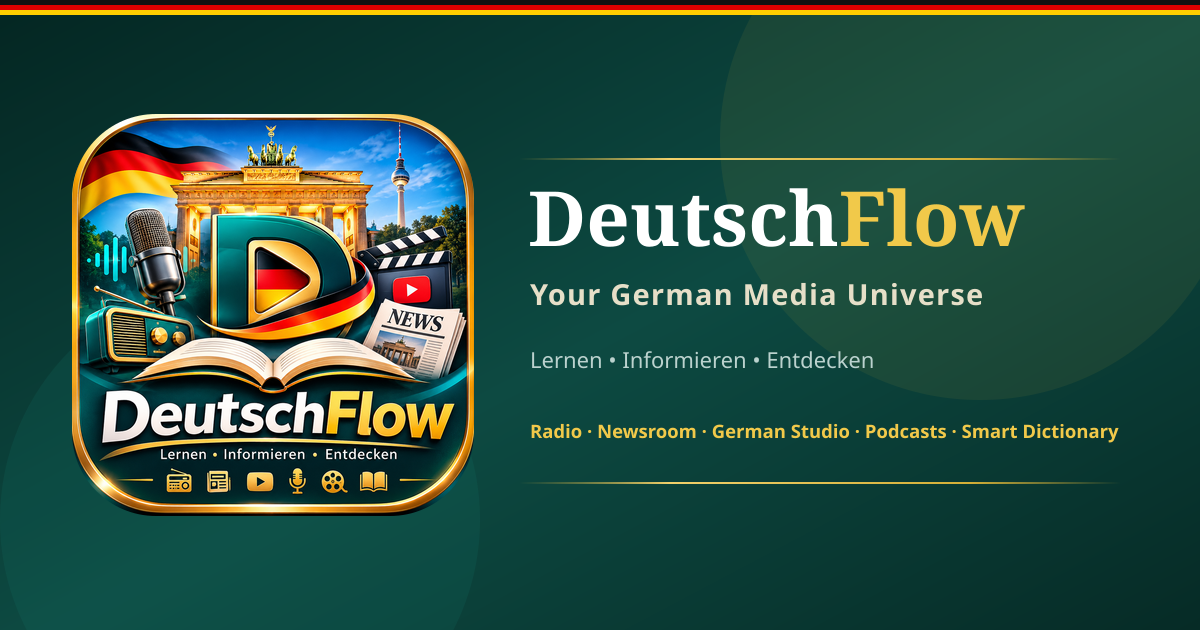 NEWS
DeutschFlow
Lernen • Informieren • Entdecken
DeutschFlow
Your German Media Universe
Lernen • Informieren • Entdecken
Radio · Newsroom · German Studio · Podcasts · Smart Dictionary